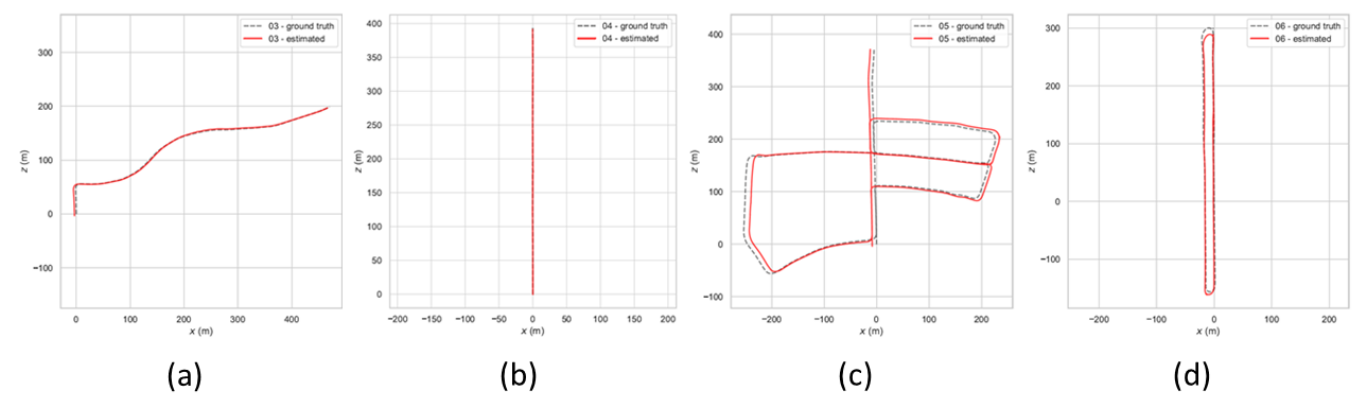 03 - ground truth
03 - estimated
300
200
100
0
−100
z (m)
0 100 200 300 400
x (m)
(a)
04 - ground truth
04 - estimated
400
350
300
250
200
150
100
50
0
z (m)
−200 −150 −100 −50 0 50 100 150 200
x (m)
(b)
05 - ground truth
05 - estimated
400
300
200
100
0
−100
z (m)
−200 −100 0 100 200
x (m)
(c)
06 - ground truth
06 - estimated
300
200
100
0
−100
z (m)
−200 −100 0 100 200
x (m)
(d)